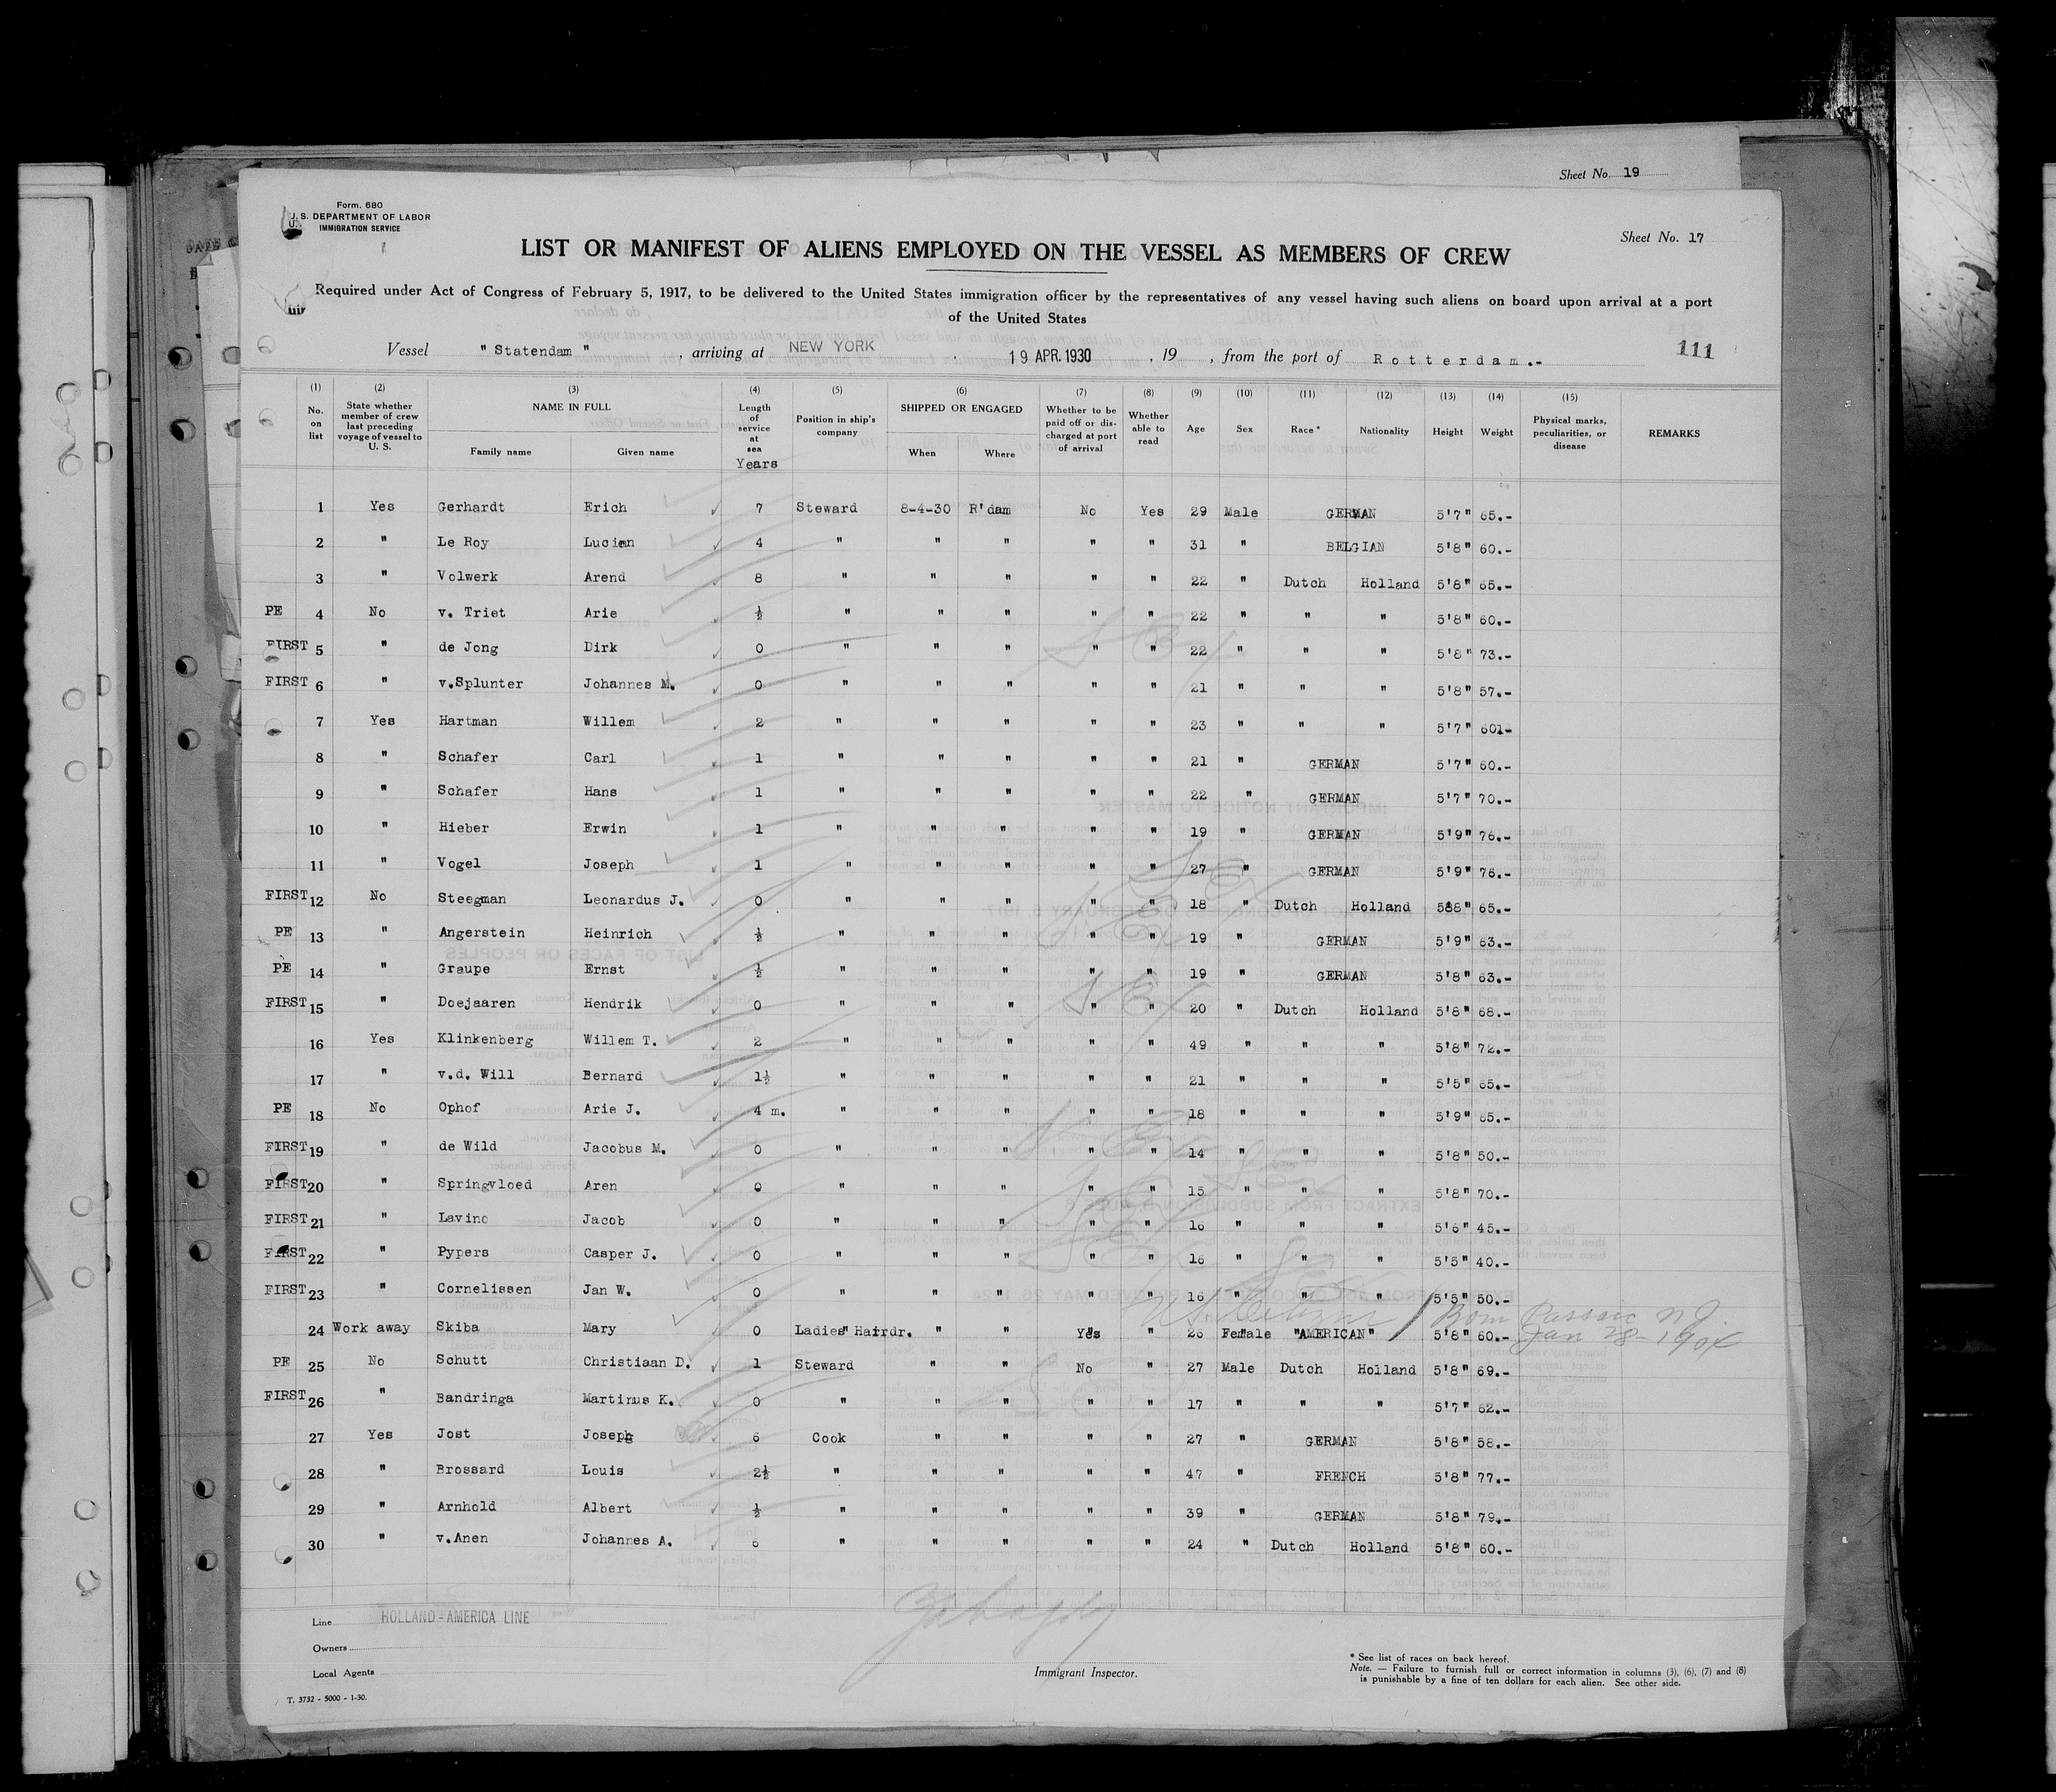 Sheet No. 19
Form. 680
U. S. DEPARTMENT OF LABOR
IMMIGRATION SERVICE
Sheet No. 17
LIST OR MANIFEST OF ALIENS EMPLOYED ON THE VESSEL AS MEMBERS OF CREW
Required under Act of Congress of February 5, 1917, to be delivered to the United States immigration officer by the representatives of any vessel having such aliens on board upon arrival at a port
of the United States
Vessel "Statendam", arriving at NEW YORK 19 APR. 1930, 19 , from the port of Rotterdam.- 111
(1) No. on list
(2) State whether member of crew last preceding voyage of vessel to U. S.
(3) NAME IN FULL Family name Given name
(4) Length of service at sea Years
(5) Position in ship's company
(6) SHIPPED OR ENGAGED When Where
(7) Whether to be paid off or discharged at port of arrival
(8) Whether able to read
(9) Age
(10) Sex
(11) Race *
(12) Nationality
(13) Height
(14) Weight
(15) Physical marks, peculiarities, or disease
REMARKS
1 Yes Gerhardt Erich 7 Steward 8-4-30 R'dam No Yes 29 Male GERMAN 5'7" 65.-
2 " Le Roy Lucien 4 " " " " " 31 " BELGIAN 5'8" 60.-
3 " Volwerk Arend 8 " " " " " 22 " Dutch Holland 5'8" 65.-
PE 4 No v. Triet Arie ½ " " " " " 22 " " " 5'8" 60.-
FIRST 5 " de Jong Dirk 0 " " " " " 22 " " " 5'8" 73.-
FIRST 6 " v.Splunter Johannes M. 0 " " " " " 21 " " " 5'8" 57.-
7 Yes Hartman Willem 2 " " " " " 23 " " " 5'7" 601-
8 " Schafer Carl 1 " " " " " 21 " GERMAN 5'7" 60.-
9 " Schafer Hans 1 " " " " " 22 " GERMAN 5'7" 70.-
10 " Hieber Erwin 1 " " " " " 19 " GERMAN 5'9" 76.-
11 " Vogel Joseph 1 " " " " " 27 " GERMAN 5'9" 76.-
FIRST 12 No Steegman Leonardus J. 0 " " " " " 18 " Dutch Holland 588" 65.-
PE 13 " Angerstein Heinrich ½ " " " " " 19 " GERMAN 5'9" 63.-
PE 14 " Graupe Ernst ½ " " " " " 19 " GERMAN 5'8" 63.-
FIRST 15 " Doejaaren Hendrik 0 " " " " " 20 " Dutch Holland 5'8" 68.-
16 Yes Klinkenberg Willem T. 2 " " " " " 49 " " " 5'8" 72.-
17 " v.d. Will Bernard 1½ " " " " " 21 " " " 5'5" 65.-
PE 18 No Ophof Arie J. 4 m. " " " " " 18 " " " 5'9" 65.-
FIRST 19 " de Wild Jacobus M. 0 " " " " " 14 " " " 5'8" 50.-
FIRST 20 " Springvloed Aren 0 " " " " " 15 " " " 5'8" 70.-
FIRST 21 " Lavino Jacob 0 " " " " " 16 " " " 5'6" 45.-
FIRST 22 " Pypers Casper J. 0 " " " " " 16 " " " 5'5" 40.-
FIRST 23 " Cornelissen Jan W. 0 " " " " " 16 " " " 5'5" 50.-
24 Work away Skiba Mary 0 Ladies Hairdr. " " Yes " 26 Female "AMERICAN" 5'8" 60.- U.S. Citizen / Born Passaic N.J. Jan 28-1904
PE 25 No Schutt Christiaan D. 1 Steward " " No " 27 Male Dutch Holland 5'8" 69.-
FIRST 26 " Bandringa Martinus K. 0 " " " " " 17 " " " 5'7" 62.-
27 Yes Jost Joseph 6 Cook " " " " 27 " GERMAN 5'8" 58.-
28 " Brossard Louis 2½ " " " " " 47 " FRENCH 5'8" 77.-
29 " Arnhold Albert ½ " " " " " 39 " GERMAN 5'8" 79.-
30 " v.Anen Johannes A. 6 " " " " " 24 " Dutch Holland 5'8" 60.-
Line HOLLAND-AMERICA LINE
Owners
Local Agents
Immigrant Inspector.
* See list of races on back hereof.
Note. — Failure to furnish full or correct information in columns (3), (6), (7) and (8)
is punishable by a fine of ten dollars for each alien. See other side.
T. 3732 - 5000 - 1-30.